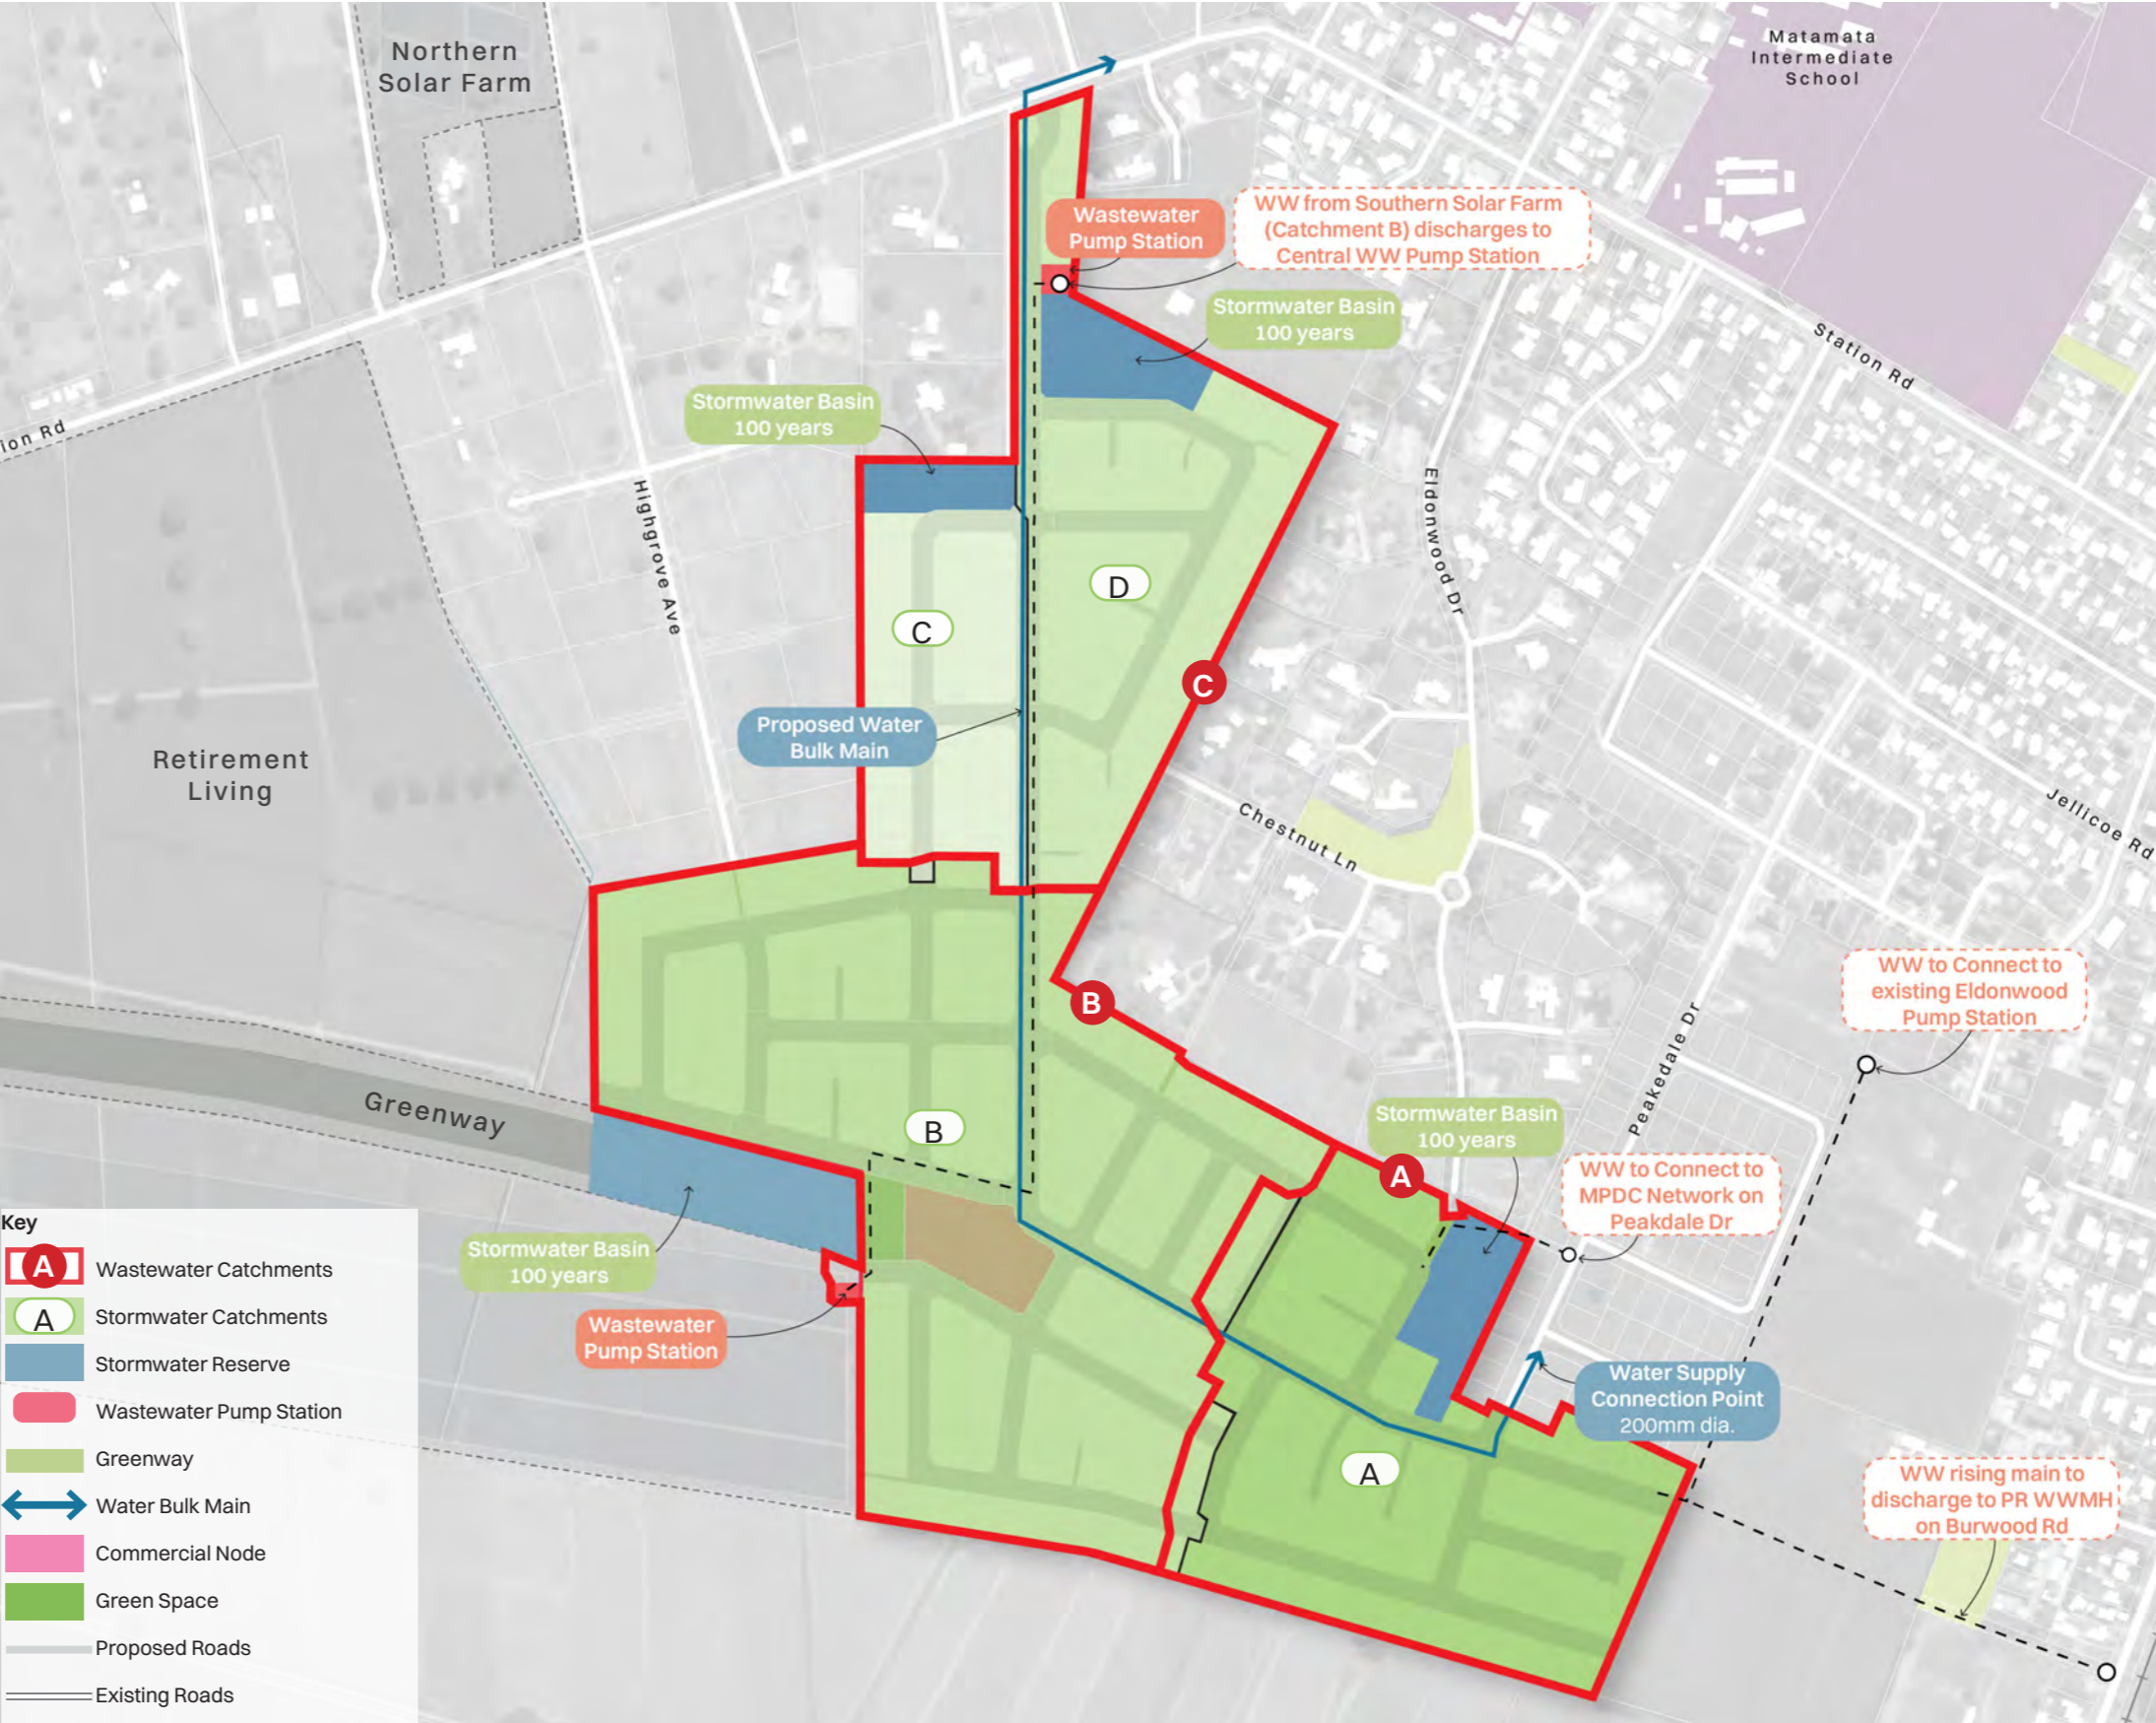 Northern
Solar Farm
Matamata
Intermediate
School
Wastewater
Pump Station
WW from Southern Solar Farm
(Catchment B) discharges to
Central WW Pump Station
Stormwater Basin
100 years
Station Rd
Stormwater Basin
100 years
ion Rd
Highgrove Ave
Eldonwood Dr
D
C
C
Proposed Water
Bulk Main
Retirement
Living
Chestnut Ln
Jellicoe Rd
B
WW to Connect to
existing Eldonwood
Pump Station
Peakedale Dr
Greenway
B
Stormwater Basin
100 years
A
WW to Connect to
MPDC Network on
Peakdale Dr
Stormwater Basin
100 years
Wastewater
Pump Station
Water Supply
Connection Point
200mm dia.
A
WW rising main to
discharge to PR WWMH
on Burwood Rd
Key
A Wastewater Catchments
A Stormwater Catchments
Stormwater Reserve
Wastewater Pump Station
Greenway
Water Bulk Main
Commercial Node
Green Space
Proposed Roads
Existing Roads